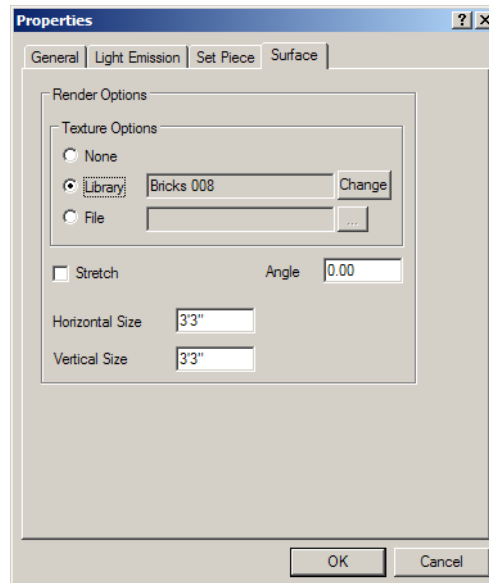 Properties
General Light Emission Set Piece Surface
Render Options
Texture Options
None
Library Bricks 008 Change
File ...
Stretch Angle 0.00
Horizontal Size 3'3"
Vertical Size 3'3"
OK Cancel